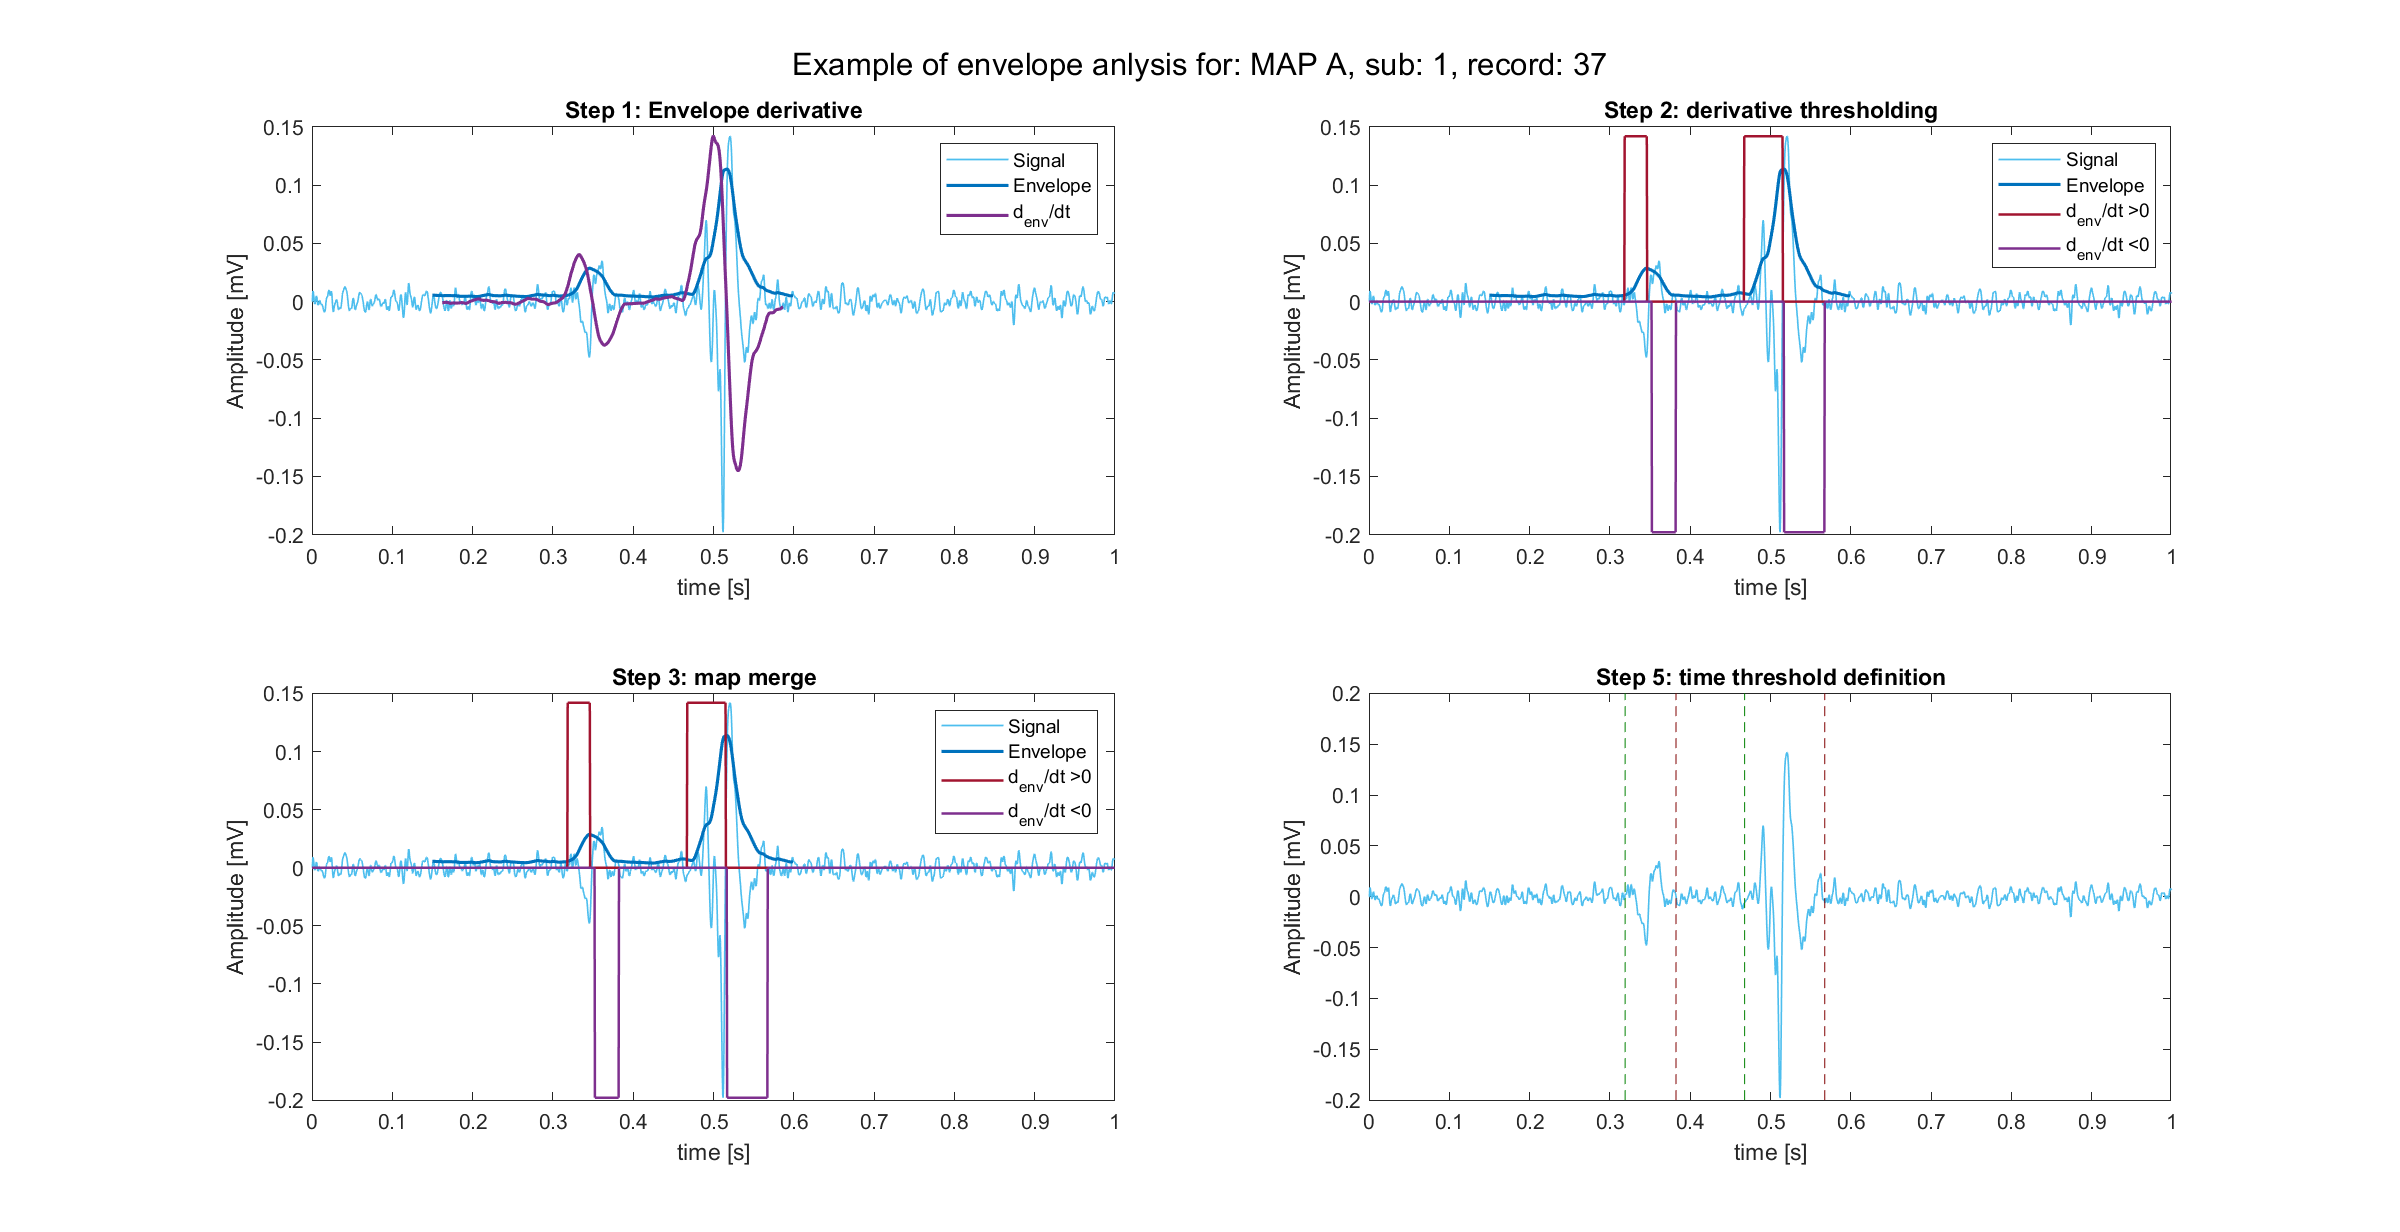 Example of envelope anlysis for: MAP A, sub: 1, record: 37
Step 1: Envelope derivative
0.15
0.1
0.05
0
-0.05
-0.1
-0.15
-0.2
Amplitude [mV]
0 0.1 0.2 0.3 0.4 0.5 0.6 0.7 0.8 0.9 1
time [s]
Signal
Envelope
d_env/dt
Step 2: derivative thresholding
0.15
0.1
0.05
0
-0.05
-0.1
-0.15
-0.2
Amplitude [mV]
0 0.1 0.2 0.3 0.4 0.5 0.6 0.7 0.8 0.9 1
time [s]
Signal
Envelope
d_env/dt >0
d_env/dt <0
Step 3: map merge
0.15
0.1
0.05
0
-0.05
-0.1
-0.15
-0.2
Amplitude [mV]
0 0.1 0.2 0.3 0.4 0.5 0.6 0.7 0.8 0.9 1
time [s]
Signal
Envelope
d_env/dt >0
d_env/dt <0
Step 5: time threshold definition
0.2
0.15
0.1
0.05
0
-0.05
-0.1
-0.15
-0.2
Amplitude [mV]
0 0.1 0.2 0.3 0.4 0.5 0.6 0.7 0.8 0.9 1
time [s]